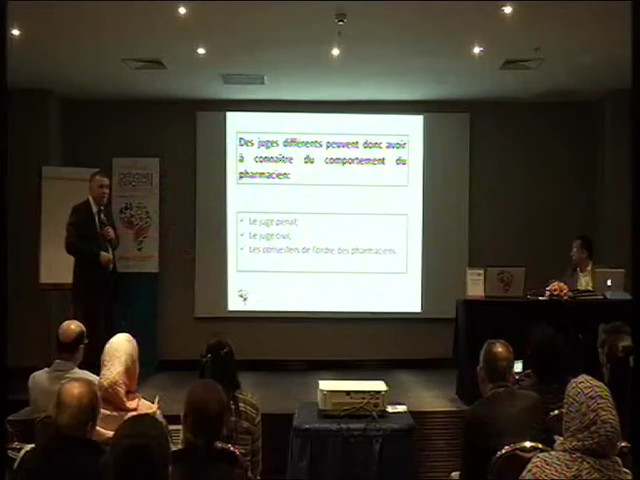 Des juges différents peuvent donc avoir
à connaître du comportement du
pharmacien:
✓ Le juge pénal;
✓ Le juge civil;
✓ Les conseillers de l'ordre des pharmaciens.